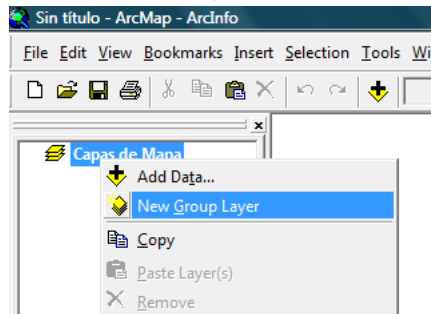 Sin título - ArcMap - ArcInfo
File Edit View Bookmarks Insert Selection Tools Wi
Capas de Mapa
Add Data...
New Group Layer
Copy
Paste Layer(s)
Remove